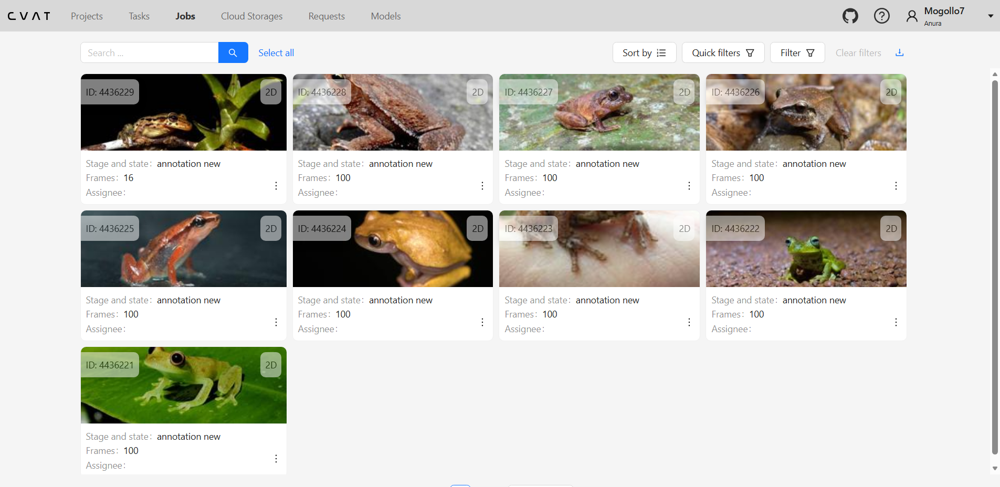 CVAT Projects Tasks Jobs Cloud Storages Requests Models Mogollo7
Anura
Search ... Select all Sort by Quick filters Filter Clear filters
ID: 4436229 2D
Stage and state: annotation new
Frames: 16
Assignee:
ID: 4436228 2D
Stage and state: annotation new
Frames: 100
Assignee:
ID: 4436227 2D
Stage and state: annotation new
Frames: 100
Assignee:
ID: 4436226 2D
Stage and state: annotation new
Frames: 100
Assignee:
ID: 4436225 2D
Stage and state: annotation new
Frames: 100
Assignee:
ID: 4436224 2D
Stage and state: annotation new
Frames: 100
Assignee:
ID: 4436223 2D
Stage and state: annotation new
Frames: 100
Assignee:
ID: 4436222 2D
Stage and state: annotation new
Frames: 100
Assignee:
ID: 4436221 2D
Stage and state: annotation new
Frames: 100
Assignee: